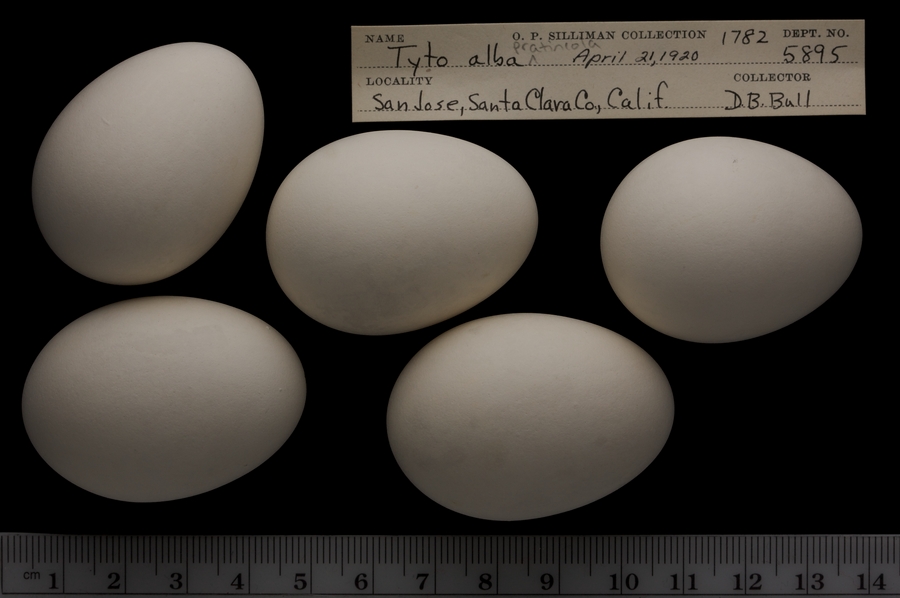 NAME O. P. SILLIMAN COLLECTION 1782 DEPT. NO.
pratincola
Tyto alba ^ April 21, 1920 5895
LOCALITY COLLECTOR
San Jose, Santa Clara Co., Calif. D.B. Bull
cm 1 2 3 4 5 6 7 8 9 10 11 12 13 14